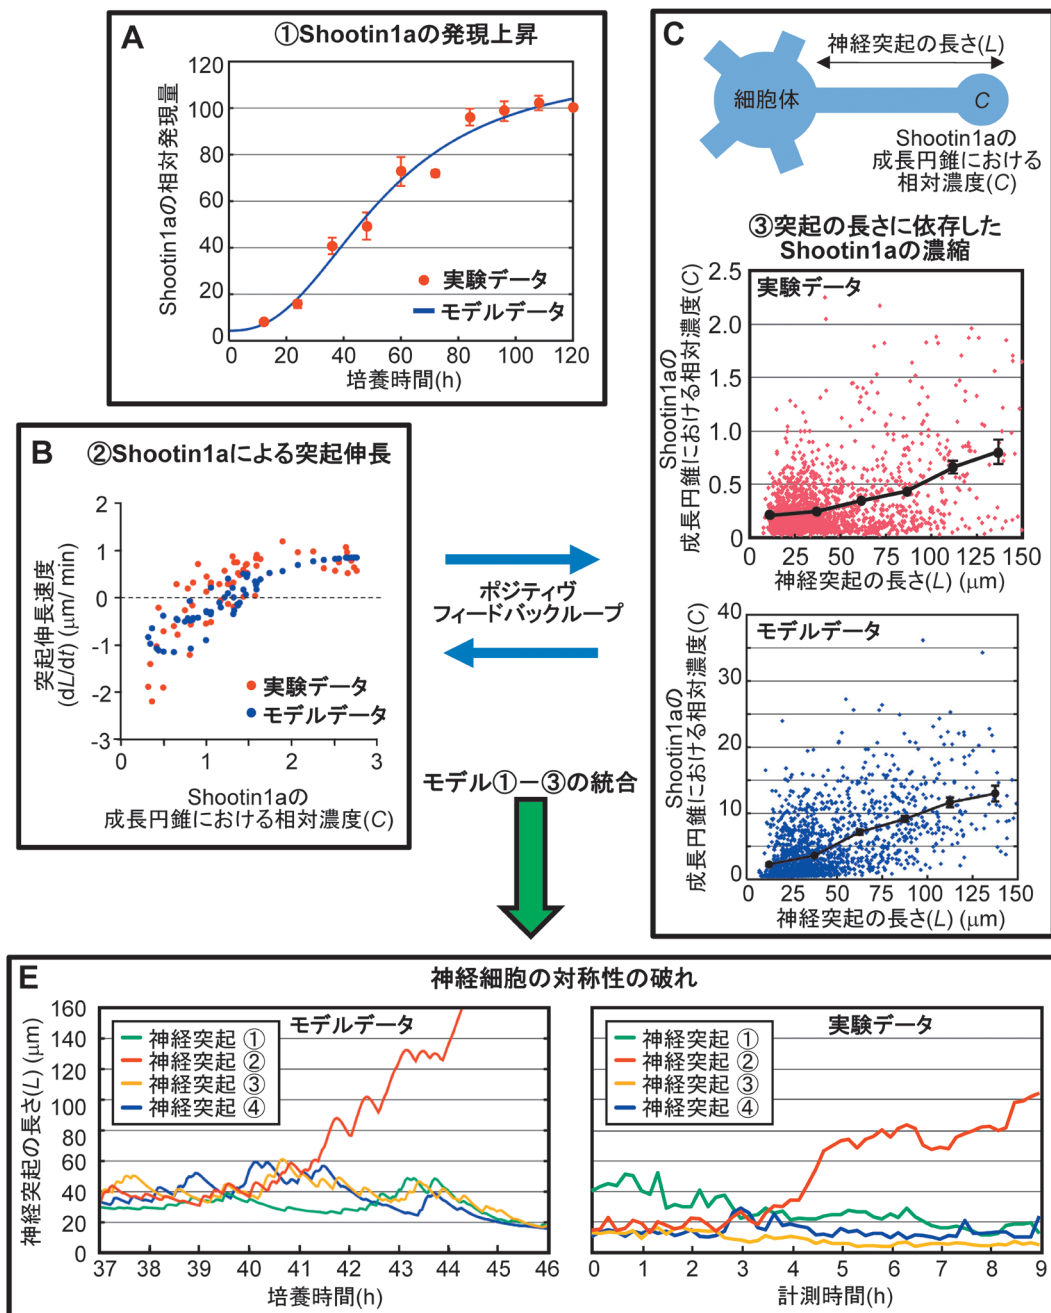 A
①Shootin1aの発現上昇
Shootin1aの相対発現量
120
100
80
60
40
20
0
実験データ
モデルデータ
0 20 40 60 80 100 120
培養時間(h)
C
神経突起の長さ(L)
細胞体
C
Shootin1aの
成長円錐における
相対濃度(C)
③突起の長さに依存した
Shootin1aの濃縮
実験データ
Shootin1aの
成長円錐における相対濃度(C)
2.5
2.0
1.5
1.0
0.5
0
0 25 50 75 100 125 150
神経突起の長さ(L) (μm)
モデルデータ
Shootin1aの
成長円錐における相対濃度(C)
40
30
20
10
0
0 25 50 75 100 125 150
神経突起の長さ(L) (μm)
B
②Shootin1aによる突起伸長
突起伸長速度
(dL/dt) (μm/ min)
2
1
0
-1
-2
-3
実験データ
モデルデータ
0 1 2 3
Shootin1aの
成長円錐における相対濃度(C)
ポジティヴ
フィードバックループ
モデル①ー③の統合
E
神経細胞の対称性の破れ
神経突起の長さ(L) (μm)
160
140
120
100
80
60
40
20
0
神経突起 ①
神経突起 ②
神経突起 ③
神経突起 ④
モデルデータ
37 38 39 40 41 42 43 44 45 46
培養時間(h)
神経突起 ①
神経突起 ②
神経突起 ③
神経突起 ④
実験データ
0 1 2 3 4 5 6 7 8 9
計測時間(h)